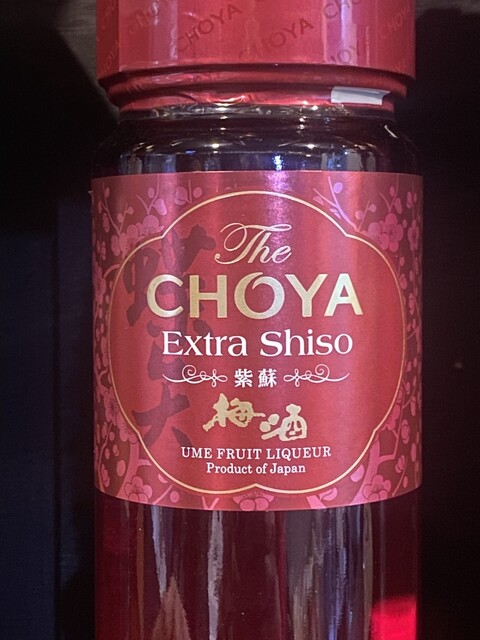 CHOYA CHOYA
The
CHOYA
Extra Shiso
紫蘇
梅酒
UME FRUIT LIQUEUR
Product of Japan